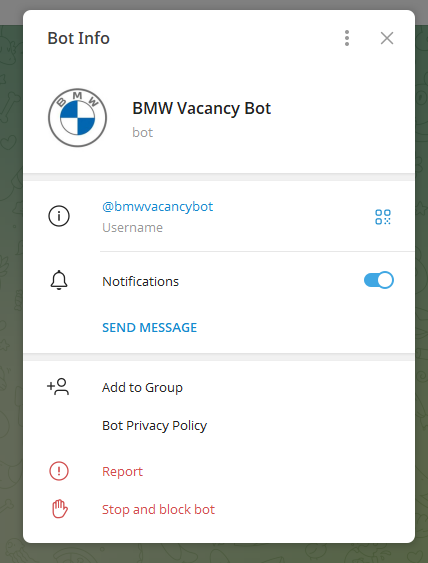 Bot Info
BMW
BMW Vacancy Bot
bot
@bmwvacancybot
Username
Notifications
SEND MESSAGE
Add to Group
Bot Privacy Policy
Report
Stop and block bot